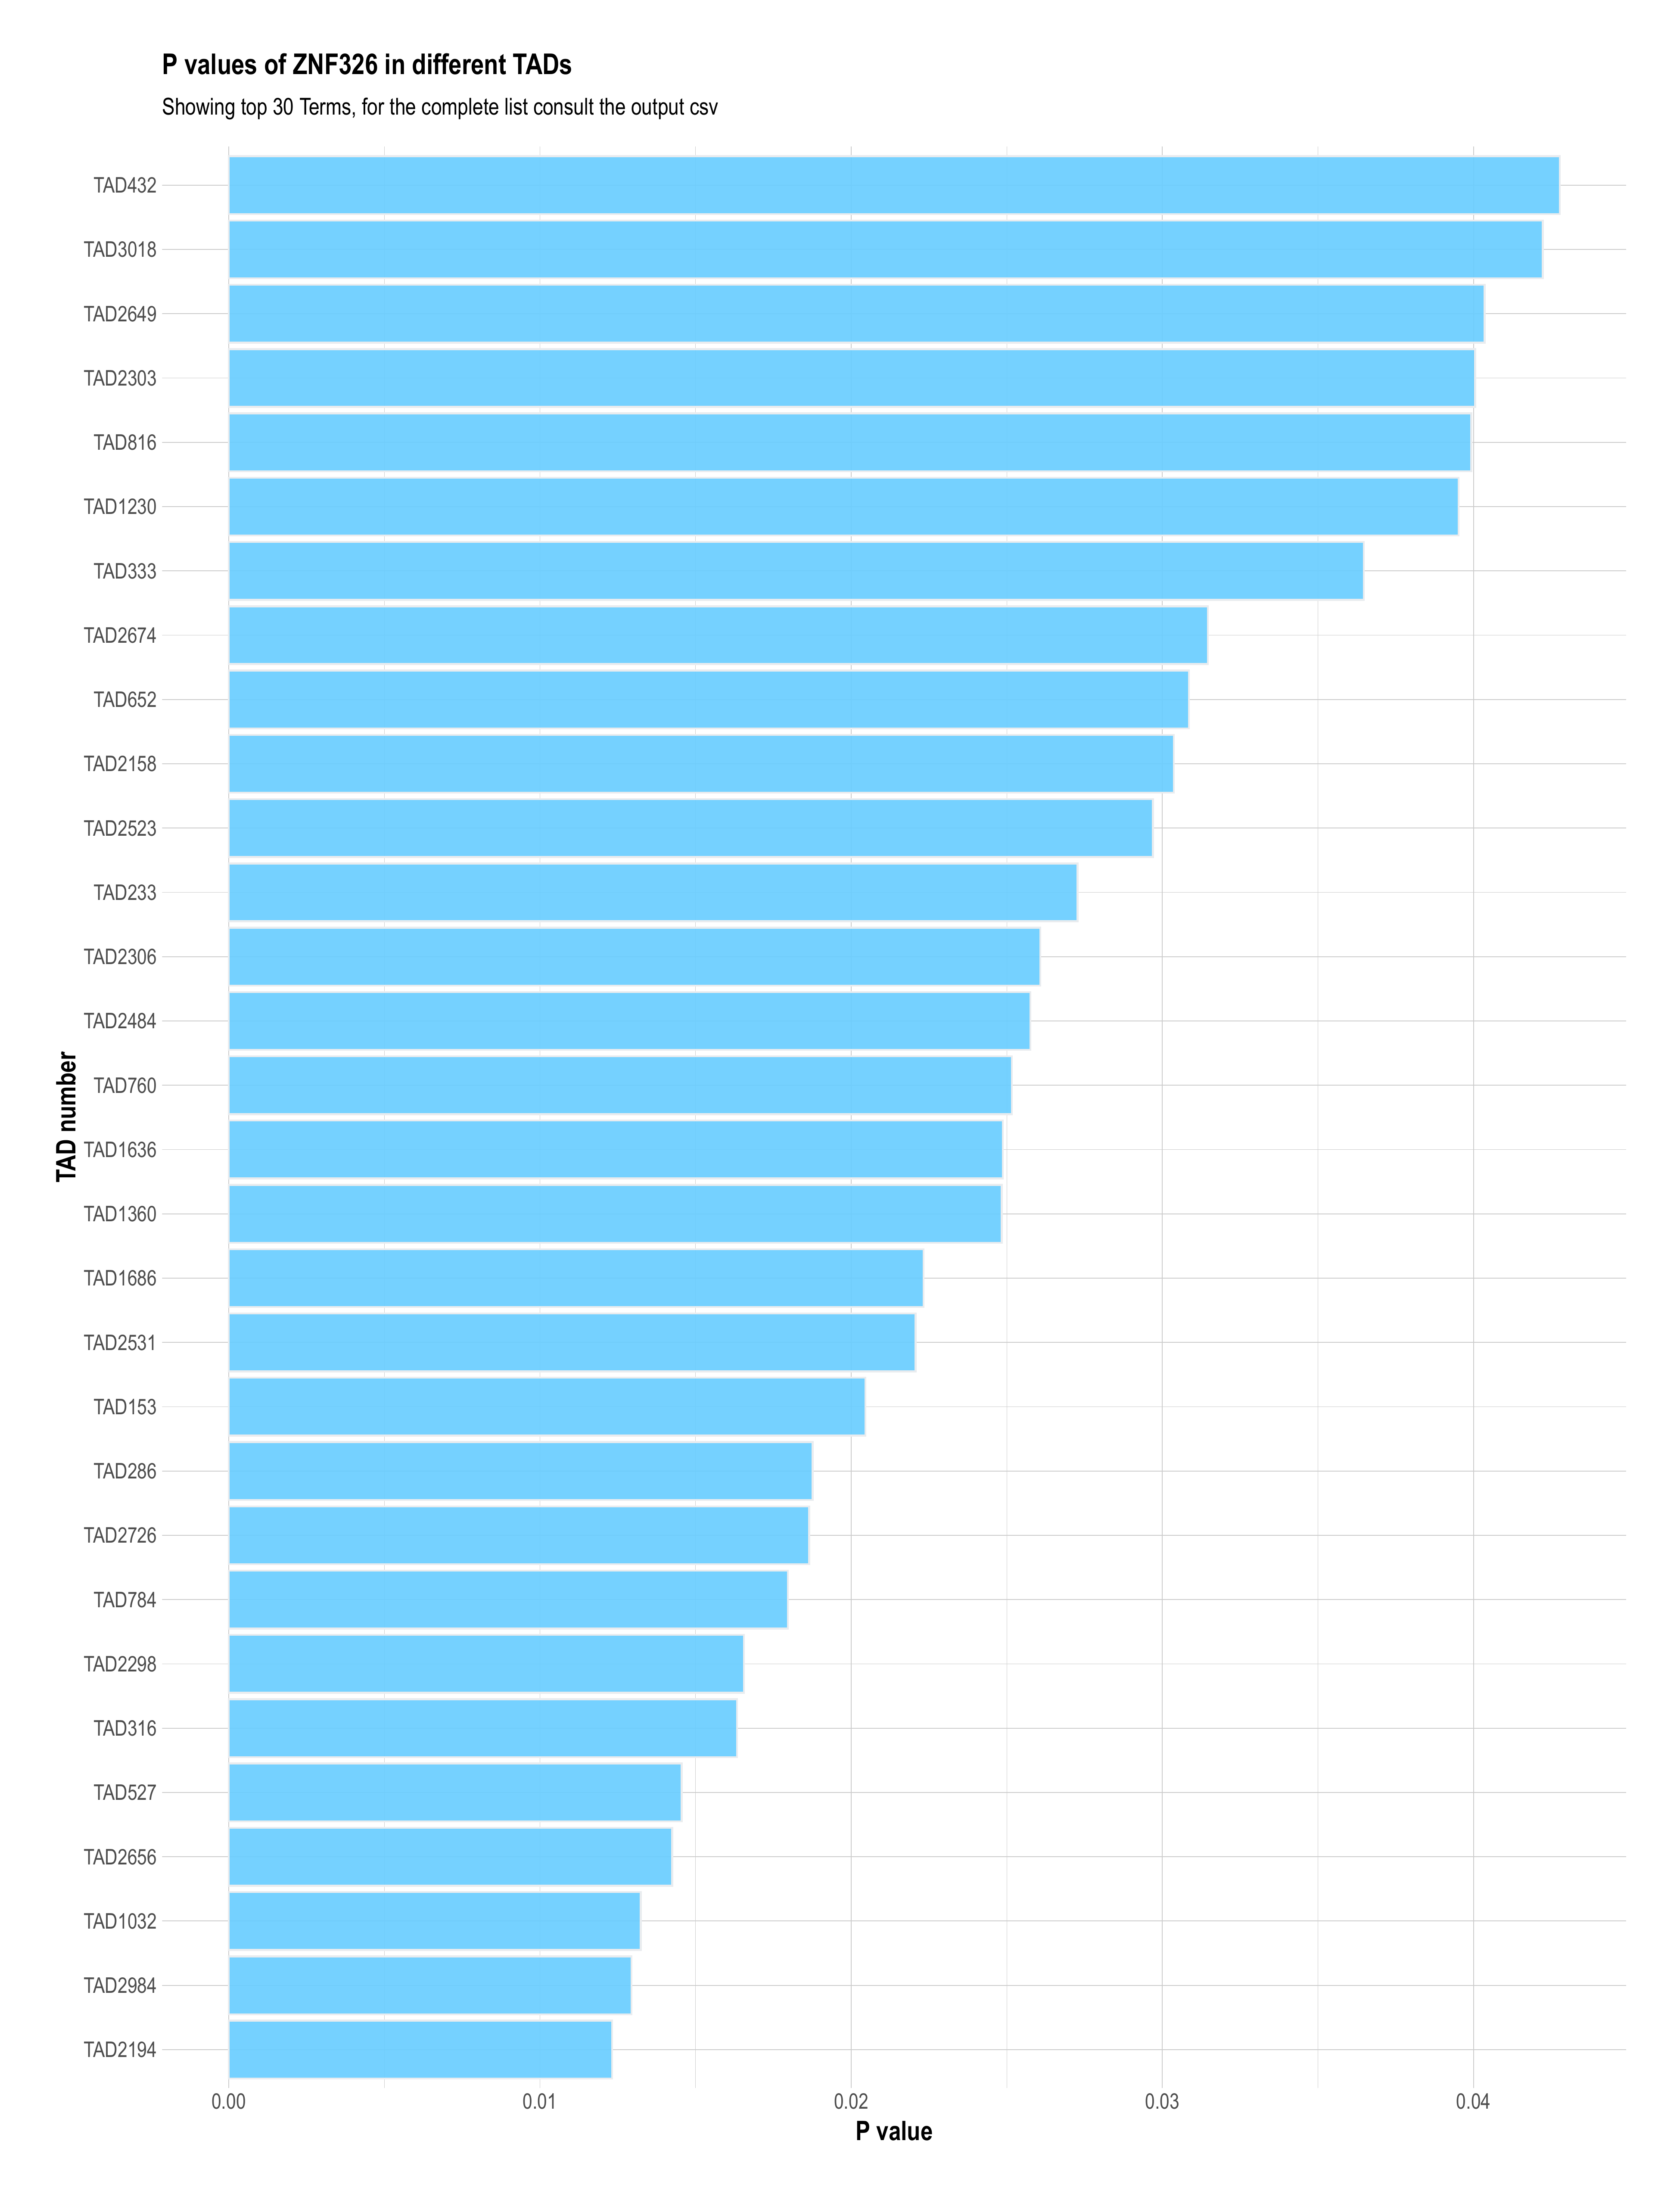 P values of ZNF326 in different TADs
Showing top 30 Terms, for the complete list consult the output csv
TAD432
TAD3018
TAD2649
TAD2303
TAD816
TAD1230
TAD333
TAD2674
TAD652
TAD2158
TAD2523
TAD233
TAD2306
TAD2484
TAD760
TAD1636
TAD1360
TAD1686
TAD2531
TAD153
TAD286
TAD2726
TAD784
TAD2298
TAD316
TAD527
TAD2656
TAD1032
TAD2984
TAD2194
TAD number
0.00 0.01 0.02 0.03 0.04
P value